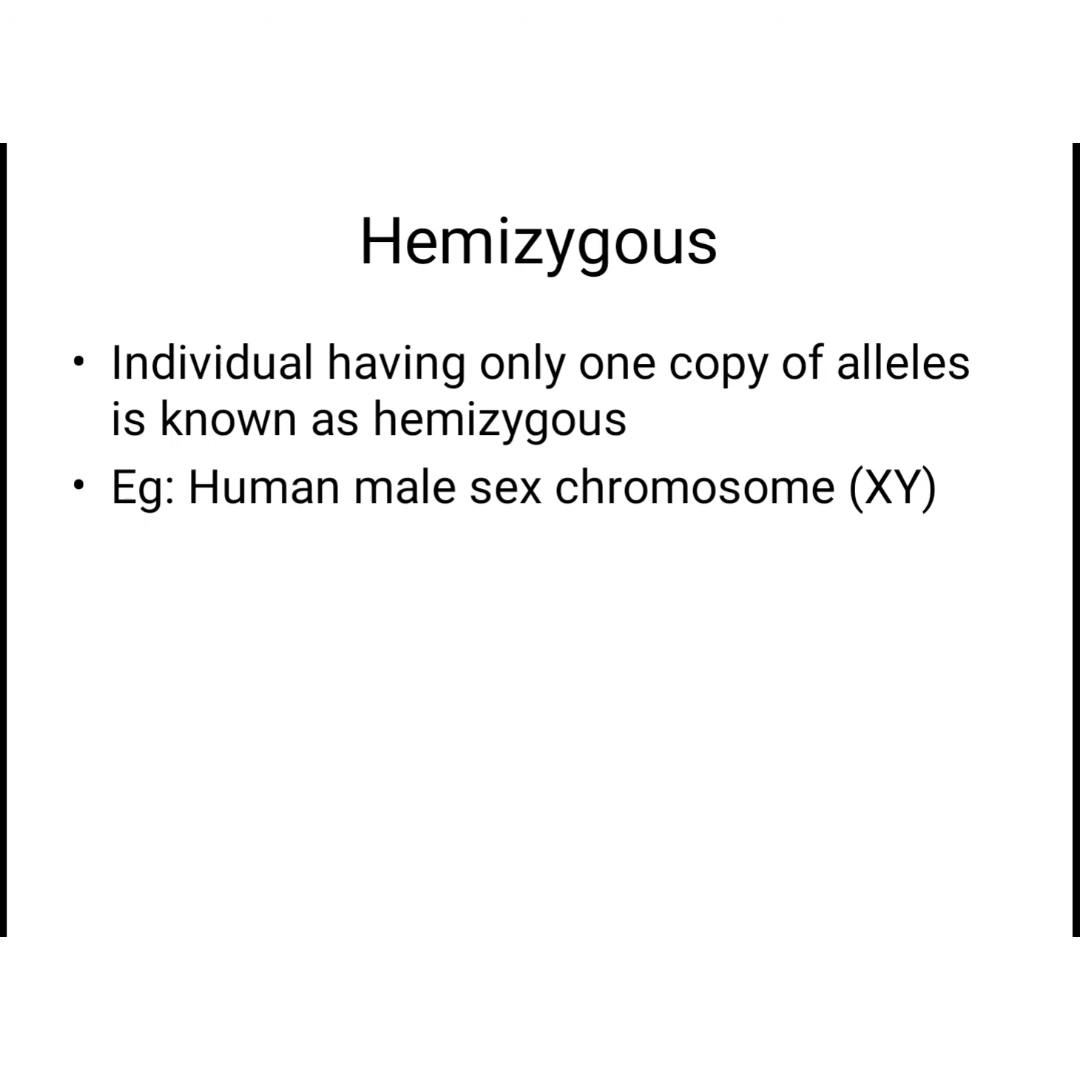 Hemizygous
• Individual having only one copy of alleles
is known as hemizygous
• Eg: Human male sex chromosome (XY)